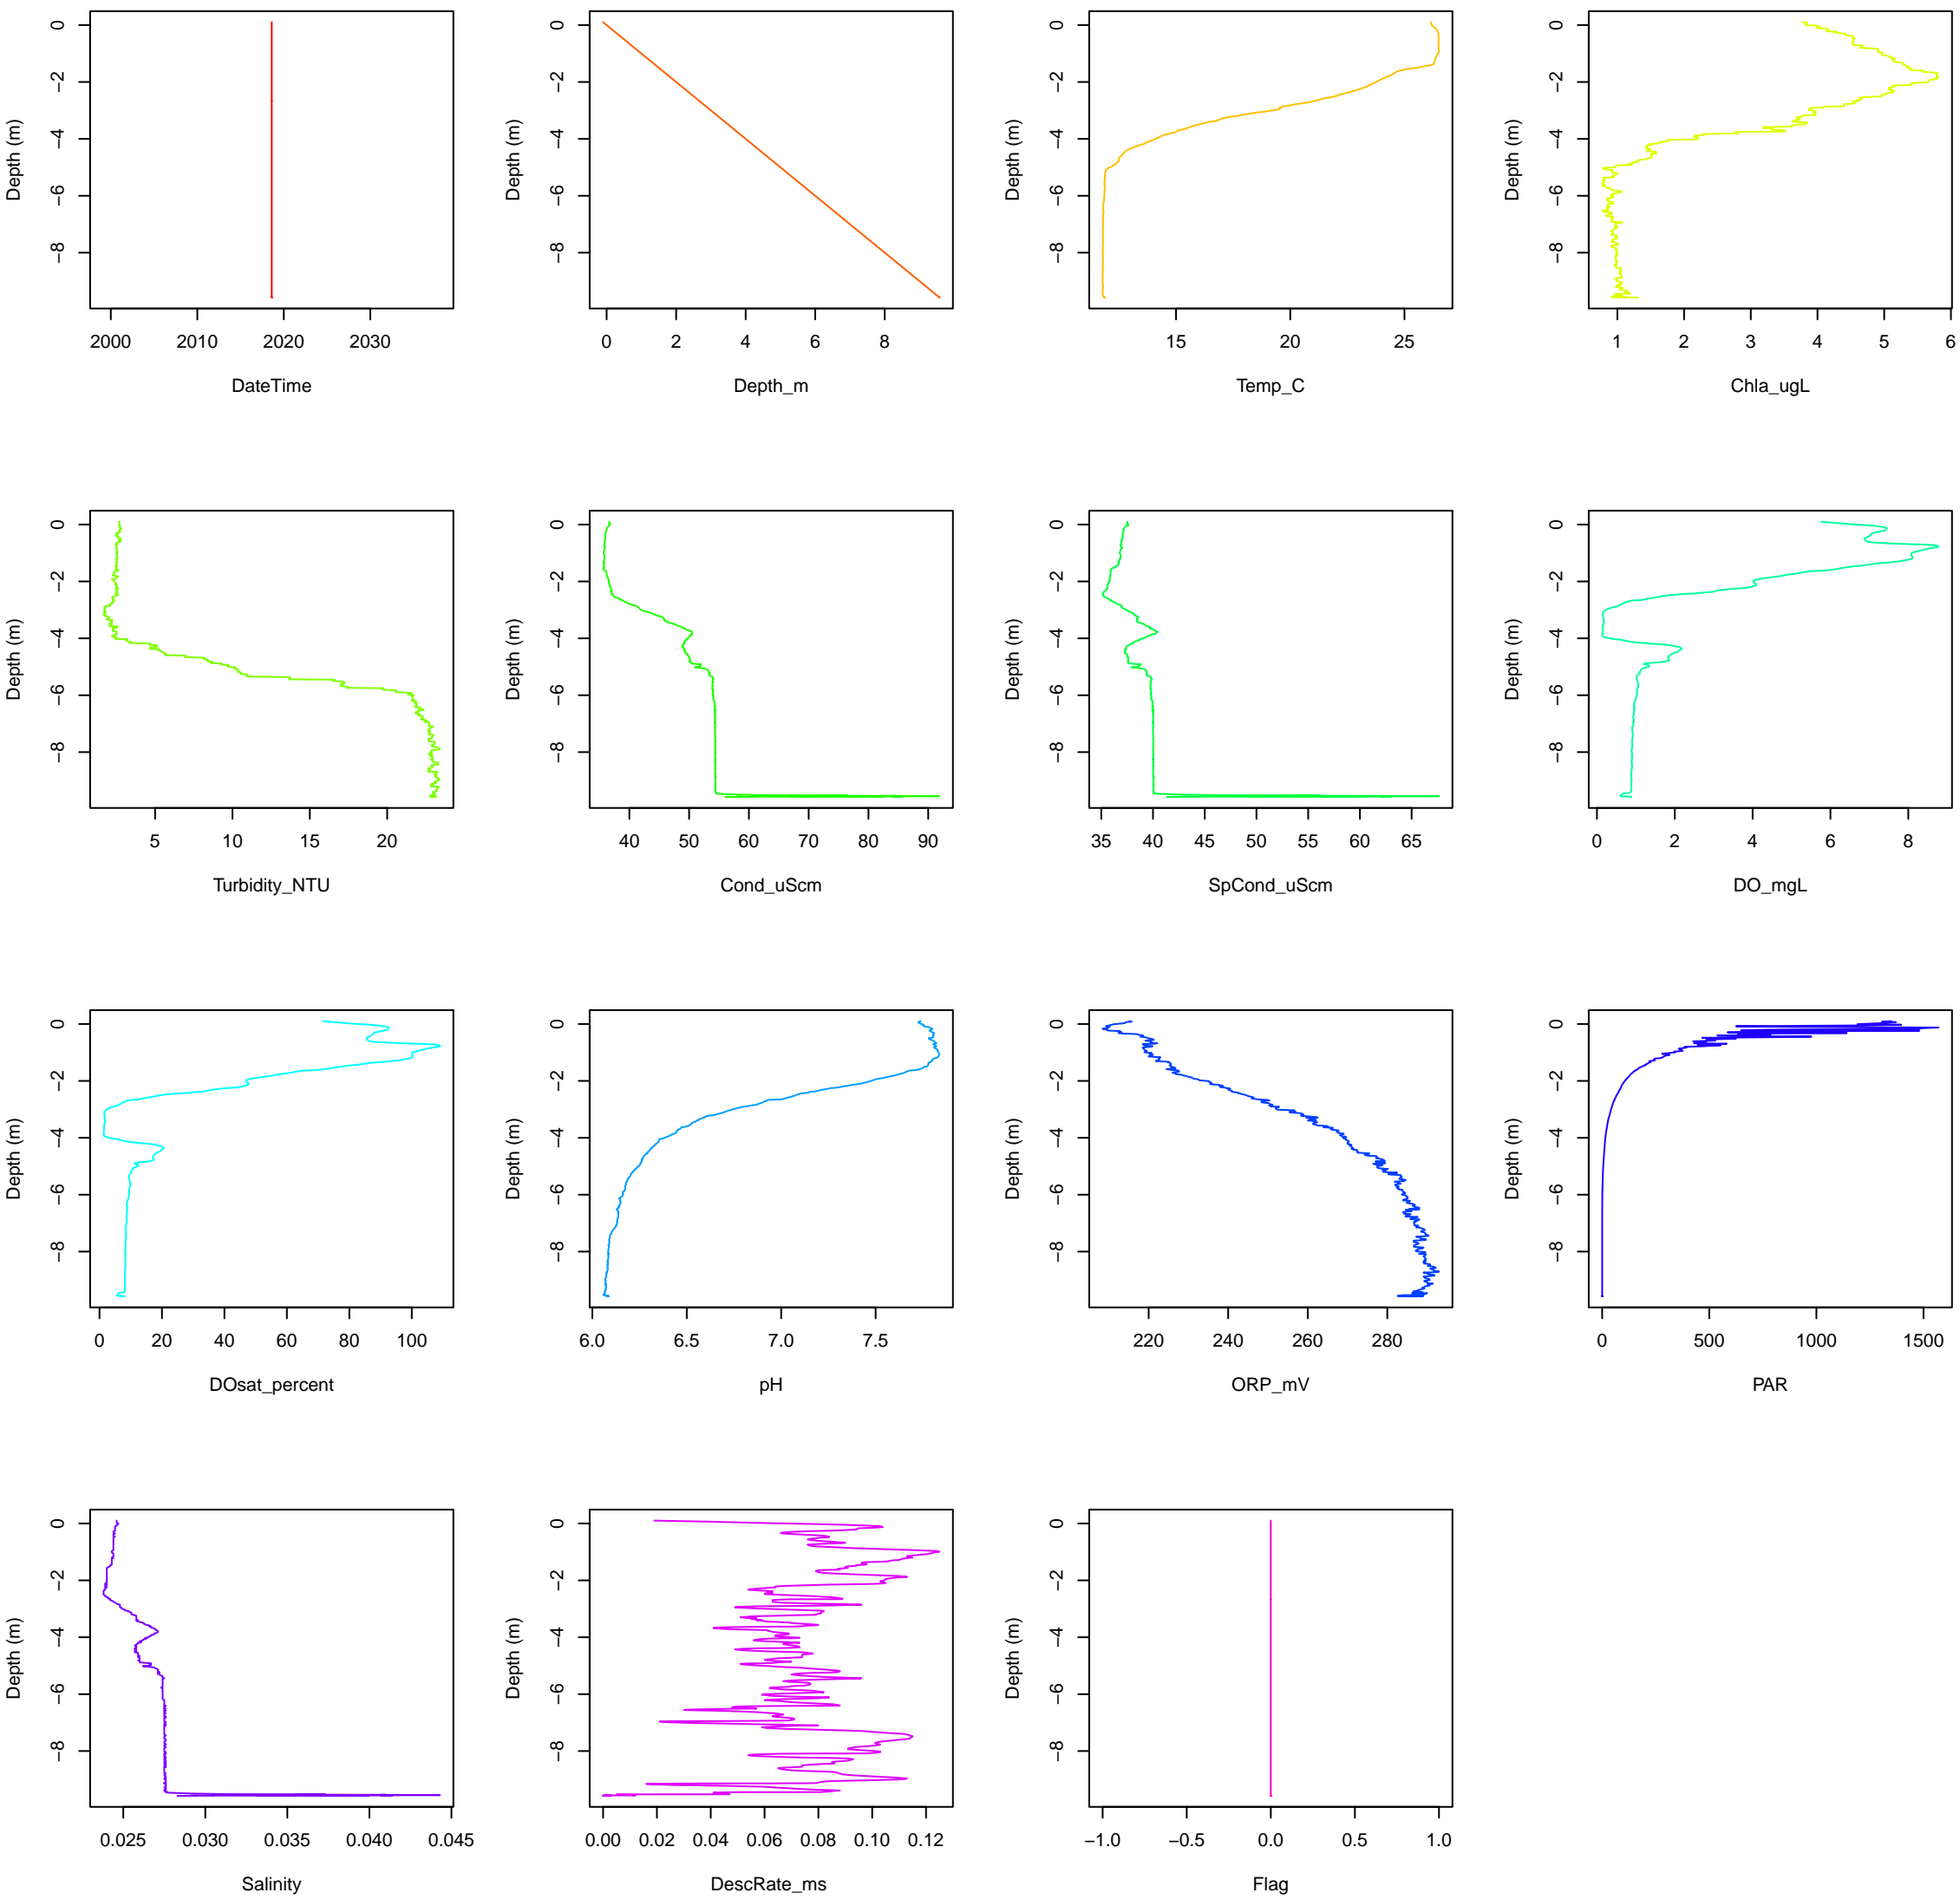 0 −2 −4 −6 −8
Depth (m)
2000 2010 2020 2030
DateTime
0 −2 −4 −6 −8
Depth (m)
0 2 4 6 8
Depth_m
0 −2 −4 −6 −8
Depth (m)
15 20 25
Temp_C
0 −2 −4 −6 −8
Depth (m)
1 2 3 4 5 6
Chla_ugL
0 −2 −4 −6 −8
Depth (m)
5 10 15 20
Turbidity_NTU
0 −2 −4 −6 −8
Depth (m)
40 50 60 70 80 90
Cond_uScm
0 −2 −4 −6 −8
Depth (m)
35 40 45 50 55 60 65
SpCond_uScm
0 −2 −4 −6 −8
Depth (m)
0 2 4 6 8
DO_mgL
0 −2 −4 −6 −8
Depth (m)
0 20 40 60 80 100
DOsat_percent
0 −2 −4 −6 −8
Depth (m)
6.0 6.5 7.0 7.5
pH
0 −2 −4 −6 −8
Depth (m)
220 240 260 280
ORP_mV
0 −2 −4 −6 −8
Depth (m)
0 500 1000 1500
PAR
0 −2 −4 −6 −8
Depth (m)
0.025 0.030 0.035 0.040 0.045
Salinity
0 −2 −4 −6 −8
Depth (m)
0.00 0.02 0.04 0.06 0.08 0.10 0.12
DescRate_ms
0 −2 −4 −6 −8
Depth (m)
−1.0 −0.5 0.0 0.5 1.0
Flag